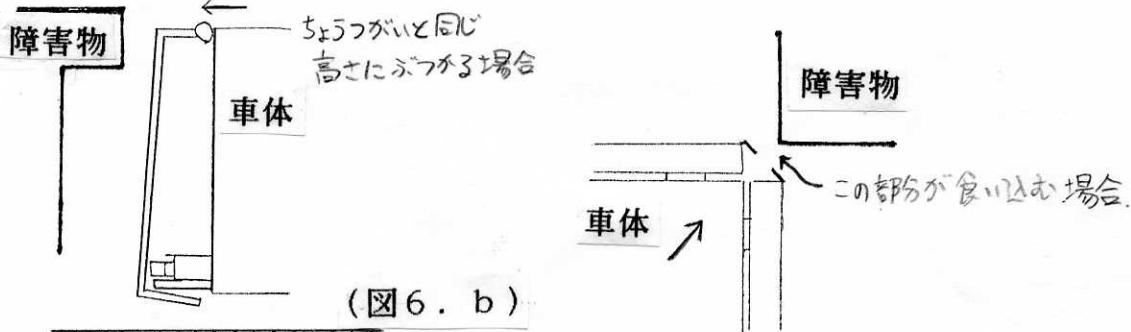 障害物
ちょうつがいと同じ
高さにぶつかる場合
車体
(図6.b)
障害物
この部分が食い込む場合.
車体